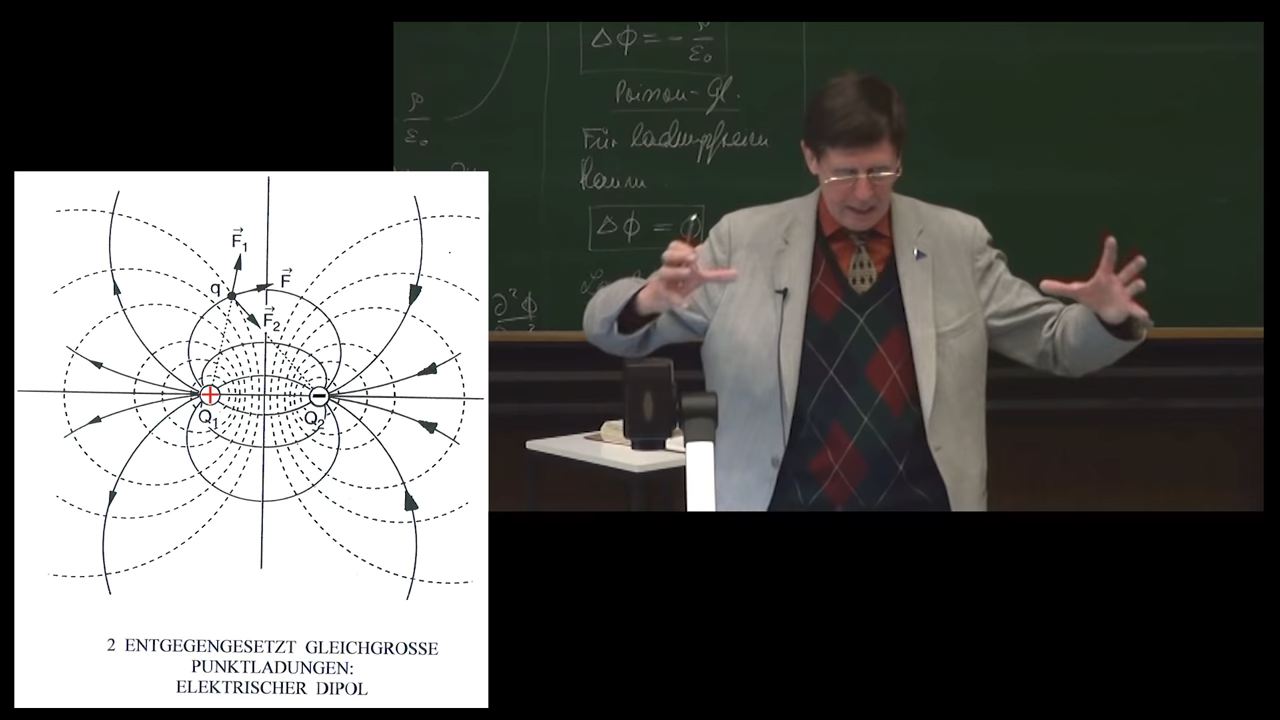 F₁
q
F
F₂
+
−
Q₁
Q₂
2 ENTGEGENGESETZT GLEICHGROSSE
PUNKTLADUNGEN:
ELEKTRISCHER DIPOL
ρ
ε₀
Δϕ = - ρ/ε₀
Poisson-Gl.
Für ladungsfreien
Raum
Δϕ = ϕ
∂²ϕ